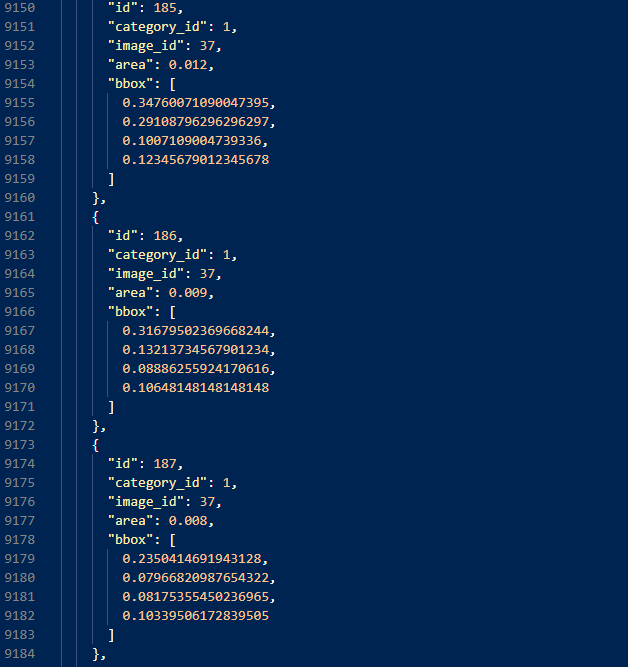 9150 "id": 185,
9151 "category_id": 1,
9152 "image_id": 37,
9153 "area": 0.012,
9154 "bbox": [
9155 0.34760071090047395,
9156 0.29108796296296297,
9157 0.1007109004739336,
9158 0.12345679012345678
9159 ]
9160 },
9161 {
9162 "id": 186,
9163 "category_id": 1,
9164 "image_id": 37,
9165 "area": 0.009,
9166 "bbox": [
9167 0.31679502369668244,
9168 0.13213734567901234,
9169 0.08886255924170616,
9170 0.10648148148148148
9171 ]
9172 },
9173 {
9174 "id": 187,
9175 "category_id": 1,
9176 "image_id": 37,
9177 "area": 0.008,
9178 "bbox": [
9179 0.2350414691943128,
9180 0.07966820987654322,
9181 0.08175355450236965,
9182 0.10339506172839505
9183 ]
9184 },